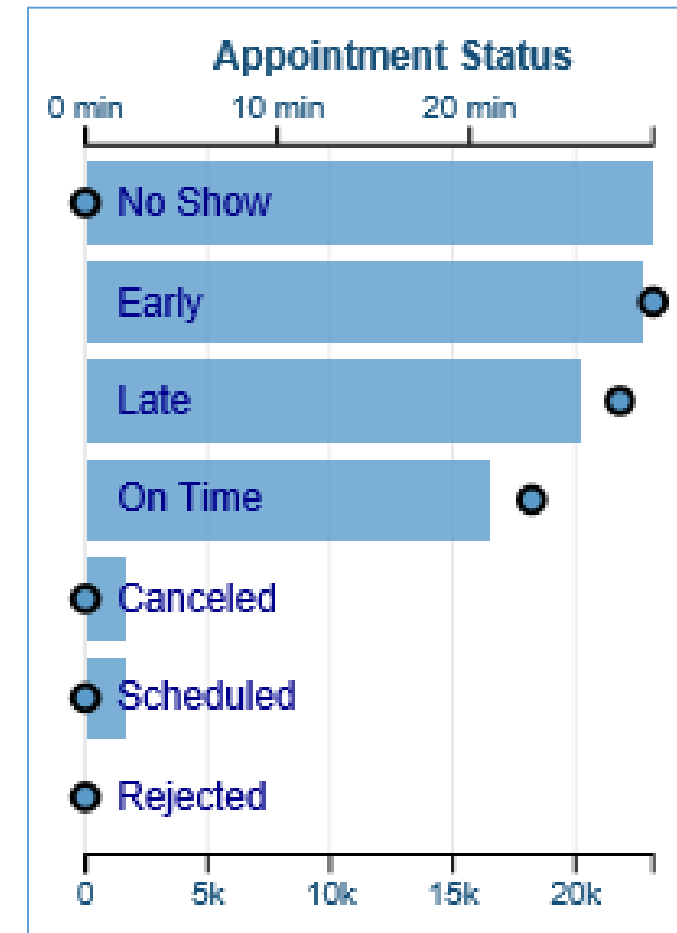 Appointment Status
0 min 10 min 20 min
No Show
Early
Late
On Time
Canceled
Scheduled
Rejected
0 5k 10k 15k 20k